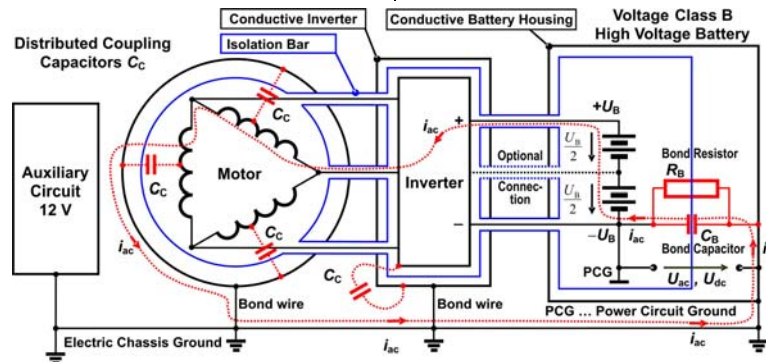 Conductive Inverter
Conductive Battery Housing
Voltage Class B
High Voltage Battery
Distributed Coupling
Capacitors CC
Isolation Bar
CC
iac
+
+UB
UB
2
Auxiliary
Circuit
12 V
CC
Motor
Inverter
Optional
Connec-
tion
UB
2
Bond Resistor
RB
CC
−
−UB
iac
CB
Bond Capacitor
iac
CC
PCG
Uac , Udc
Bond wire
Bond wire
PCG ... Power Circuit Ground
Electric Chassis Ground
iac
iac